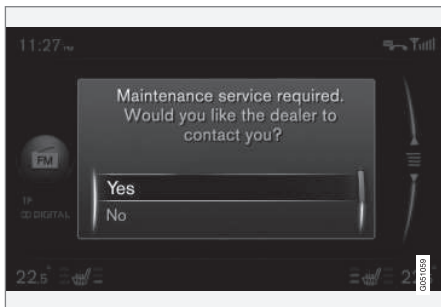 11:27 PM
Maintenance service required.
Would you like the dealer to
contact you?
FM
Yes
No
TP
DIGITAL
22.5°
22
G051059